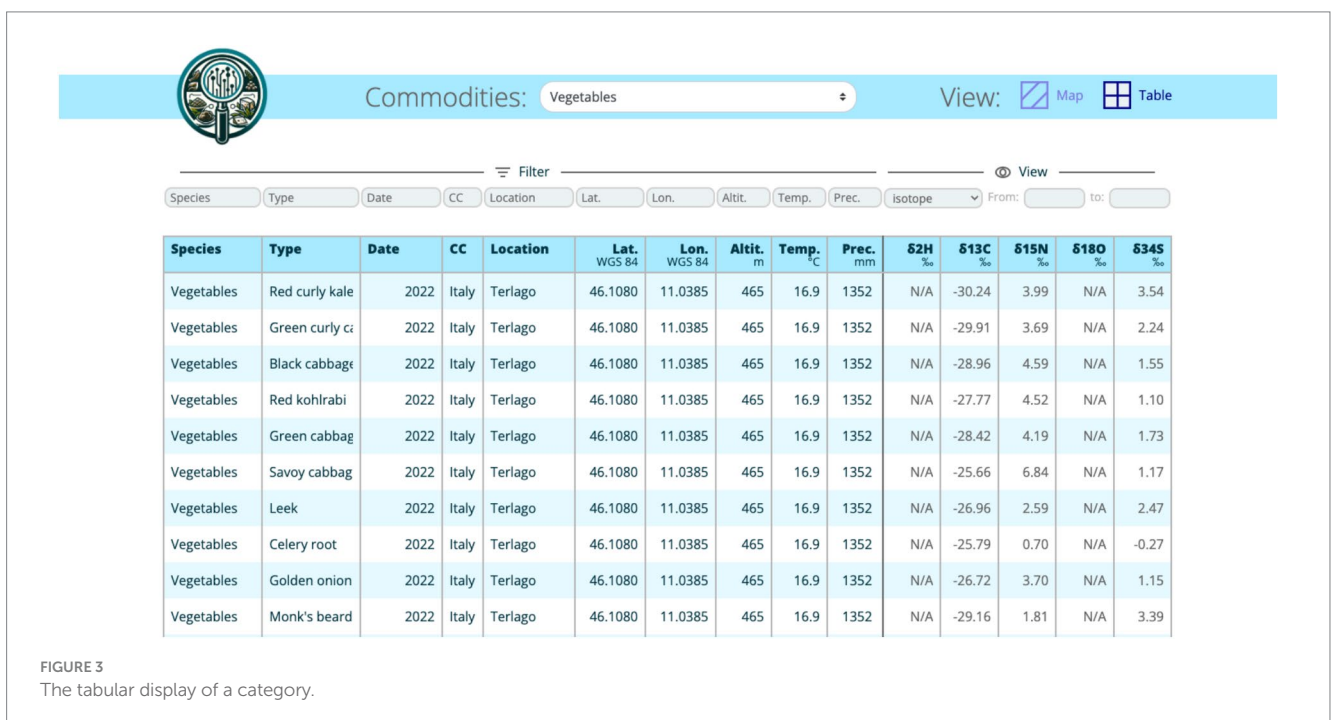 Commodities: Vegetables View: Map Table
Filter View
Species Type Date CC Location Lat. Lon. Altit. Temp. Prec. isotope From: to:
Species Type Date CC Location Lat. Lon. Altit. Temp. Prec. δ2H δ13C δ15N δ18O δ34S
WGS 84 WGS 84 m °C mm ‰ ‰ ‰ ‰ ‰
Vegetables Red curly kale 2022 Italy Terlago 46.1080 11.0385 465 16.9 1352 N/A -30.24 3.99 N/A 3.54
Vegetables Green curly ca 2022 Italy Terlago 46.1080 11.0385 465 16.9 1352 N/A -29.91 3.69 N/A 2.24
Vegetables Black cabbage 2022 Italy Terlago 46.1080 11.0385 465 16.9 1352 N/A -28.96 4.59 N/A 1.55
Vegetables Red kohlrabi 2022 Italy Terlago 46.1080 11.0385 465 16.9 1352 N/A -27.77 4.52 N/A 1.10
Vegetables Green cabbag 2022 Italy Terlago 46.1080 11.0385 465 16.9 1352 N/A -28.42 4.19 N/A 1.73
Vegetables Savoy cabbag 2022 Italy Terlago 46.1080 11.0385 465 16.9 1352 N/A -25.66 6.84 N/A 1.17
Vegetables Leek 2022 Italy Terlago 46.1080 11.0385 465 16.9 1352 N/A -26.96 2.59 N/A 2.47
Vegetables Celery root 2022 Italy Terlago 46.1080 11.0385 465 16.9 1352 N/A -25.79 0.70 N/A -0.27
Vegetables Golden onion 2022 Italy Terlago 46.1080 11.0385 465 16.9 1352 N/A -26.72 3.70 N/A 1.15
Vegetables Monk's beard 2022 Italy Terlago 46.1080 11.0385 465 16.9 1352 N/A -29.16 1.81 N/A 3.39
FIGURE 3
The tabular display of a category.